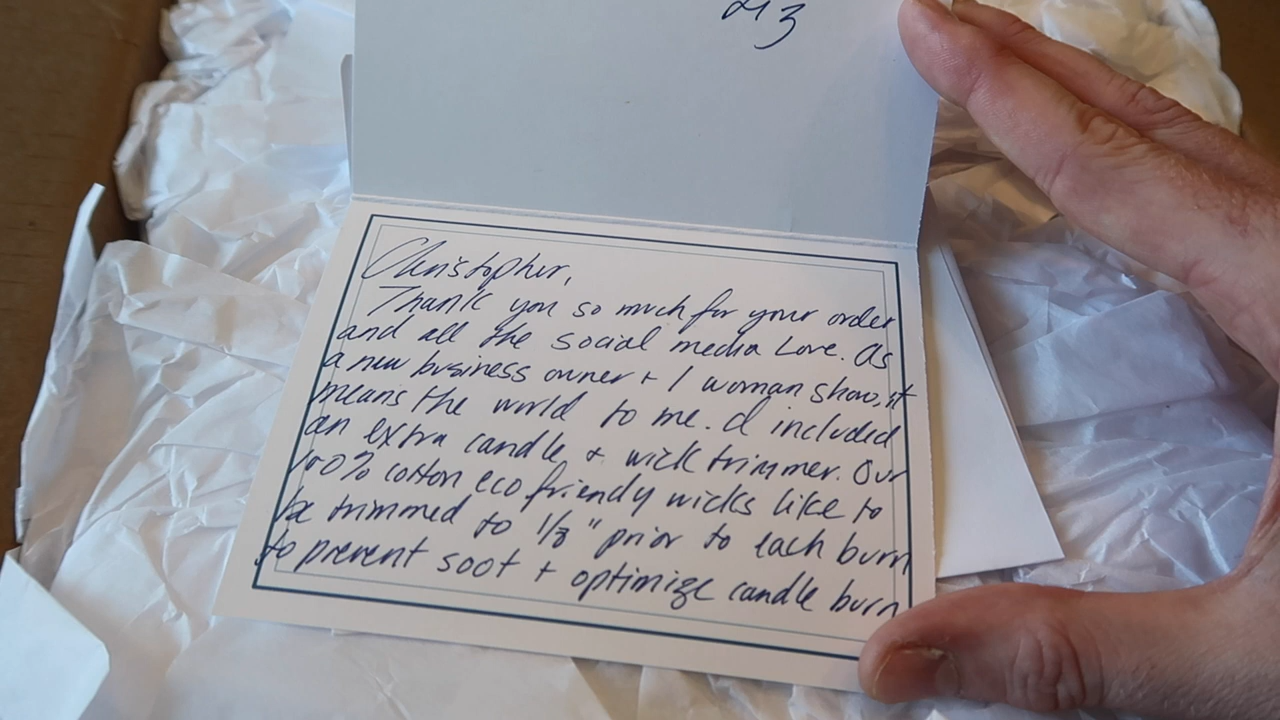 Christopher,
Thank you so much for your order
and all the social media Love. As
a new business owner + 1 woman show, it
means the world to me. I included
an extra candle & wick trimmer. Our
100% cotton eco friendly wicks like to
be trimmed to 1/8" prior to each burn
to prevent soot + optimize candle burn